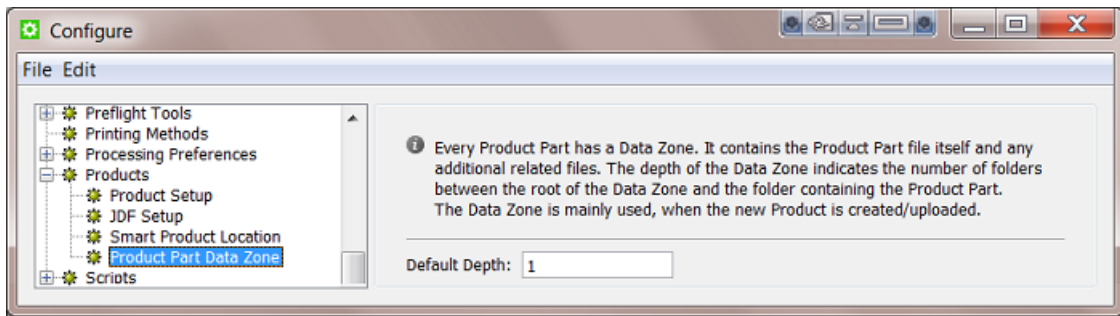 Configure
File Edit
Preflight Tools
Printing Methods
Processing Preferences
Products
Product Setup
JDF Setup
Smart Product Location
Product Part Data Zone
Scripts
Every Product Part has a Data Zone. It contains the Product Part file itself and any
additional related files. The depth of the Data Zone indicates the number of folders
between the root of the Data Zone and the folder containing the Product Part.
The Data Zone is mainly used, when the new Product is created/uploaded.
Default Depth: 1